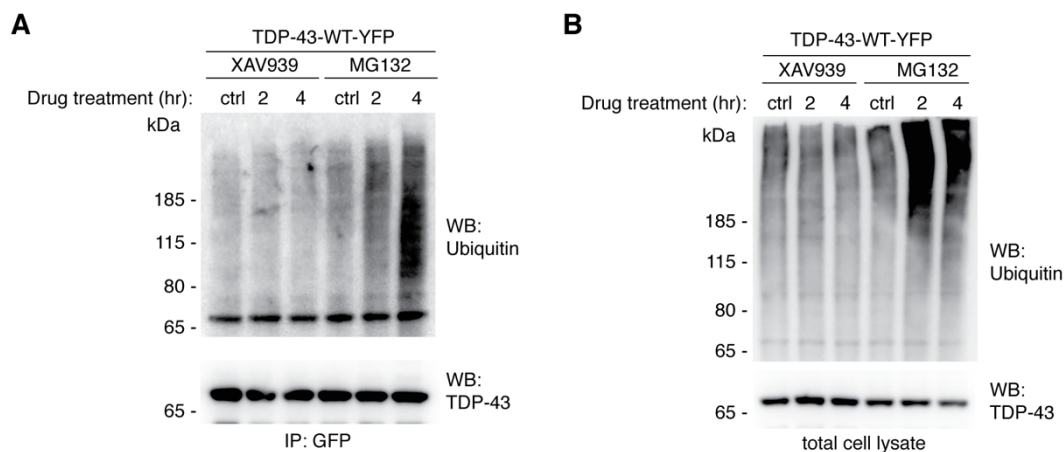 A
TDP-43-WT-YFP
XAV939 MG132
Drug treatment (hr): ctrl 2 4 ctrl 2 4
kDa
185 -
115 -
80 -
65 -
WB:
Ubiquitin
65 -
WB:
TDP-43
IP: GFP
B
TDP-43-WT-YFP
XAV939 MG132
Drug treatment (hr): ctrl 2 4 ctrl 2 4
kDa
185 -
115 -
80 -
65 -
WB:
Ubiquitin
65 -
WB:
TDP-43
total cell lysate